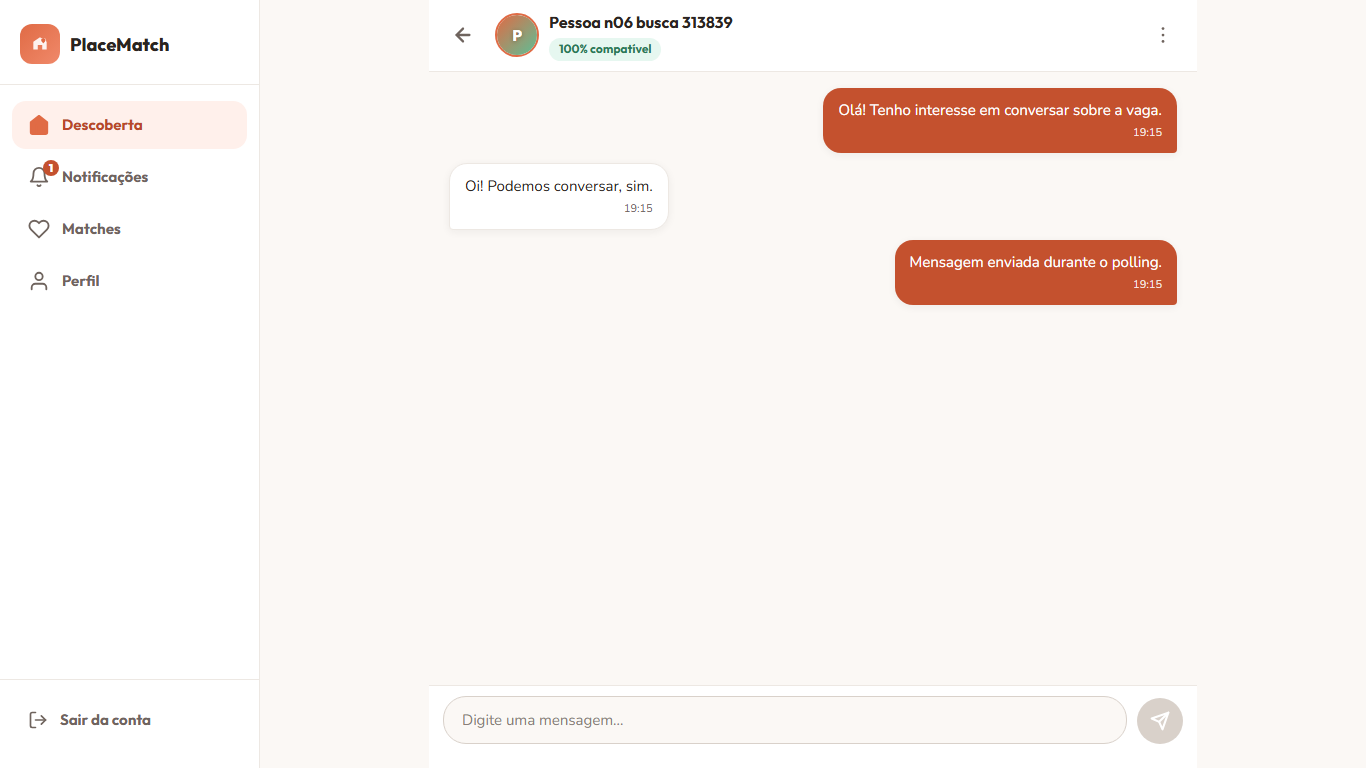 PlaceMatch
Descoberta
1
Notificações
Matches
Perfil
Sair da conta
P
Pessoa n06 busca 313839
100% compatível
Olá! Tenho interesse em conversar sobre a vaga.
19:15
Oi! Podemos conversar, sim.
19:15
Mensagem enviada durante o polling.
19:15
Digite uma mensagem...